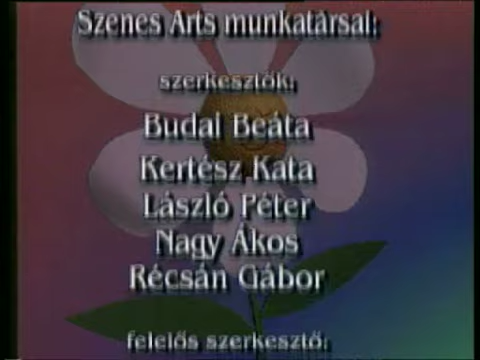 Szenes Arts munkatársai:
szerkesztők:
Budai Beáta
Kertész Kata
László Péter
Nagy Ákos
Récsán Gábor
felelős szerkesztő: